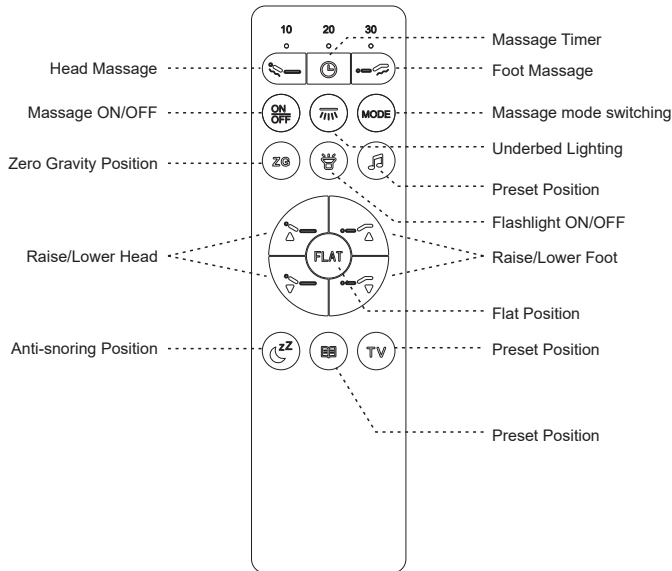 10 20 30
Massage Timer
Head Massage
Foot Massage
Massage ON/OFF
ON
OFF
MODE
Massage mode switching
Underbed Lighting
Zero Gravity Position
ZG
Preset Position
Flashlight ON/OFF
Raise/Lower Head
FLAT
Raise/Lower Foot
Flat Position
Anti-snoring Position
zZ
TV
Preset Position
Preset Position